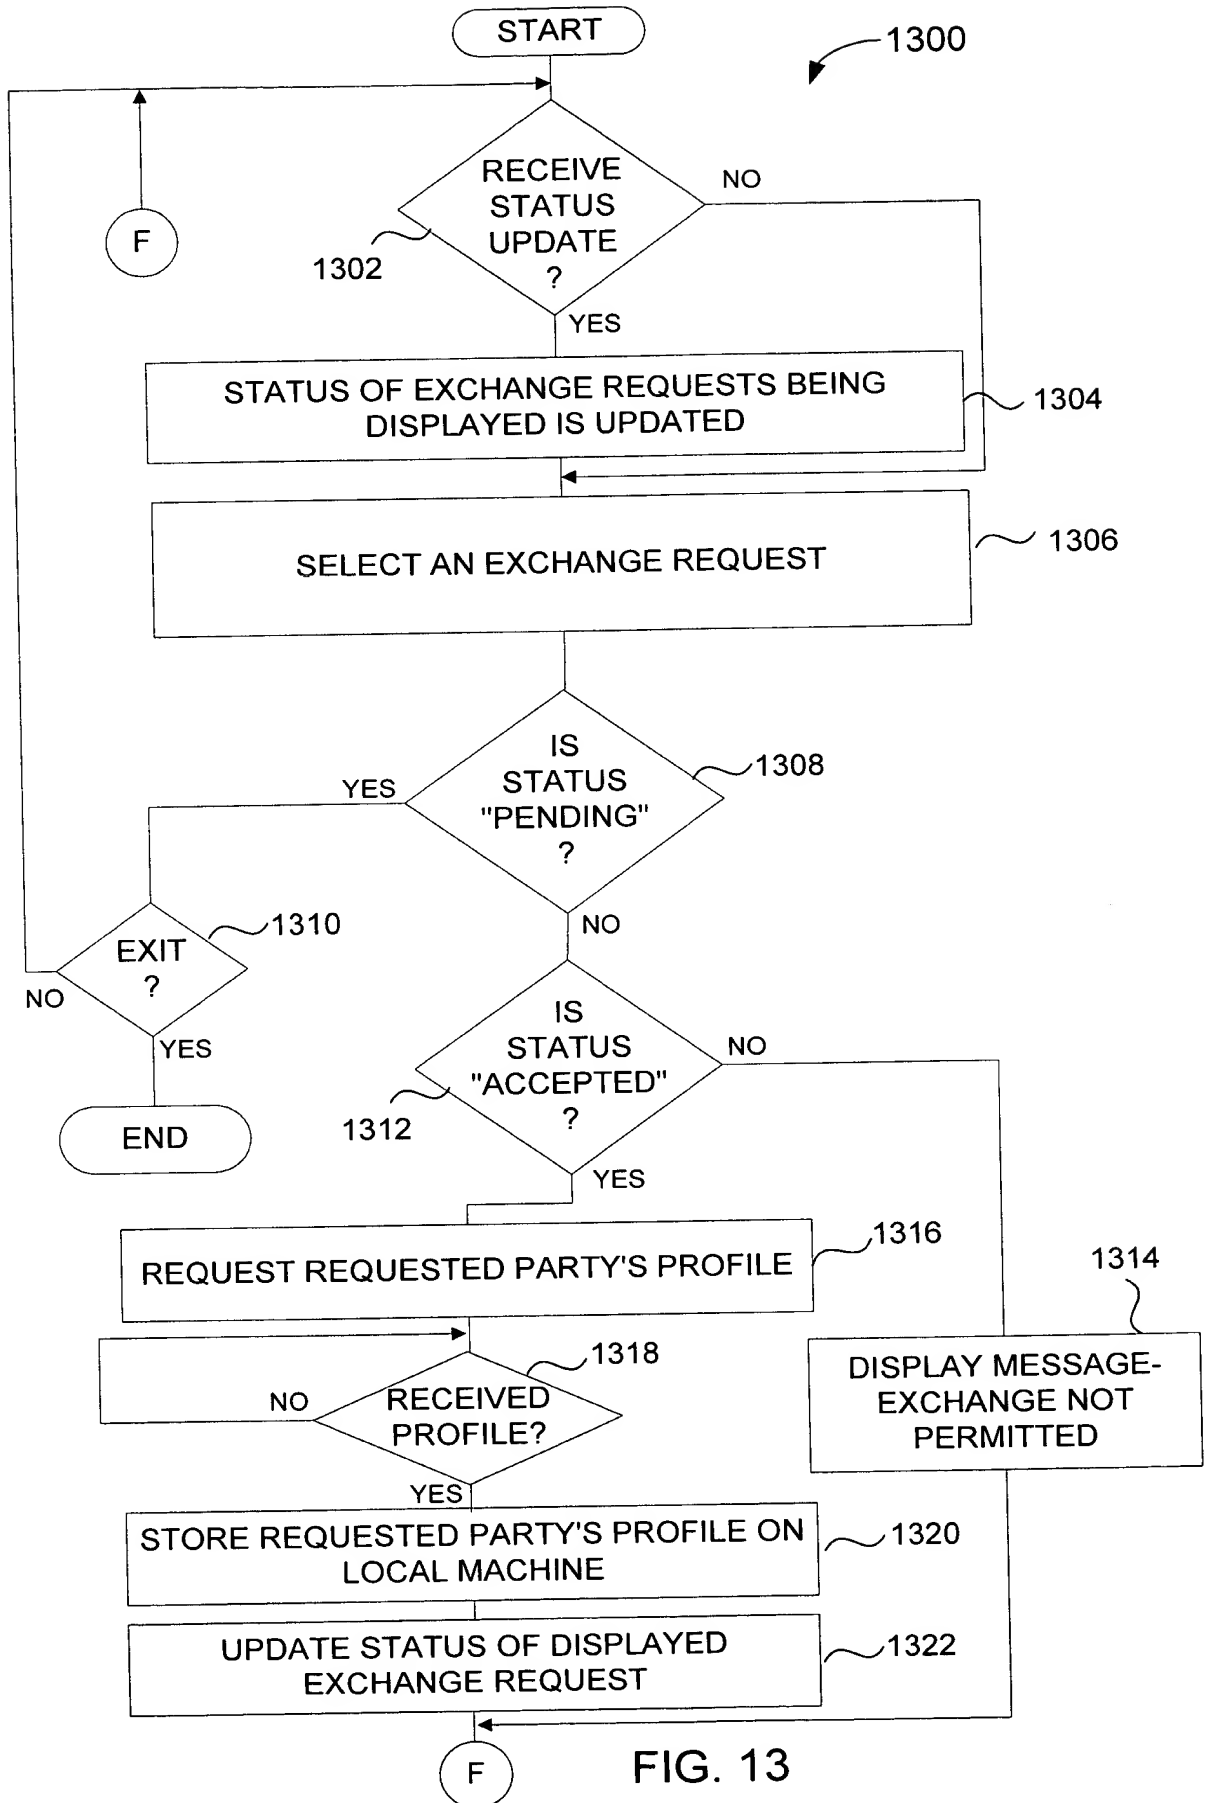 START
1300
RECEIVE
STATUS
UPDATE
?
NO
F
1302
YES
STATUS OF EXCHANGE REQUESTS BEING
DISPLAYED IS UPDATED
1304
SELECT AN EXCHANGE REQUEST
1306
IS
STATUS
"PENDING"
?
YES
1308
NO
EXIT
?
1310
NO
YES
END
IS
STATUS
"ACCEPTED"
?
NO
1312
YES
REQUEST REQUESTED PARTY'S PROFILE
1316
1314
DISPLAY MESSAGE-
EXCHANGE NOT
PERMITTED
RECEIVED
PROFILE?
1318
NO
YES
STORE REQUESTED PARTY'S PROFILE ON
LOCAL MACHINE
1320
UPDATE STATUS OF DISPLAYED
EXCHANGE REQUEST
1322
F
FIG. 13